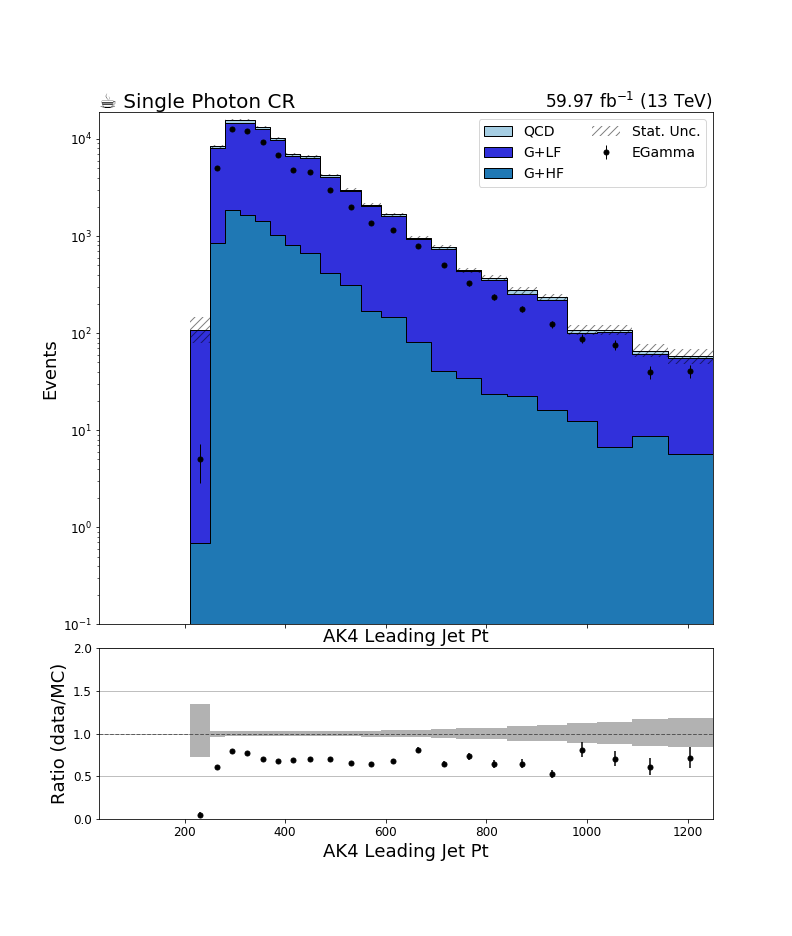 ☕ Single Photon CR
59.97 fb⁻¹ (13 TeV)
QCD
G+LF
G+HF
Stat. Unc.
EGamma
Events
10⁴
10³
10²
10¹
10⁰
10⁻¹
AK4 Leading Jet Pt
Ratio (data/MC)
2.0
1.5
1.0
0.5
0.0
200 400 600 800 1000 1200
AK4 Leading Jet Pt